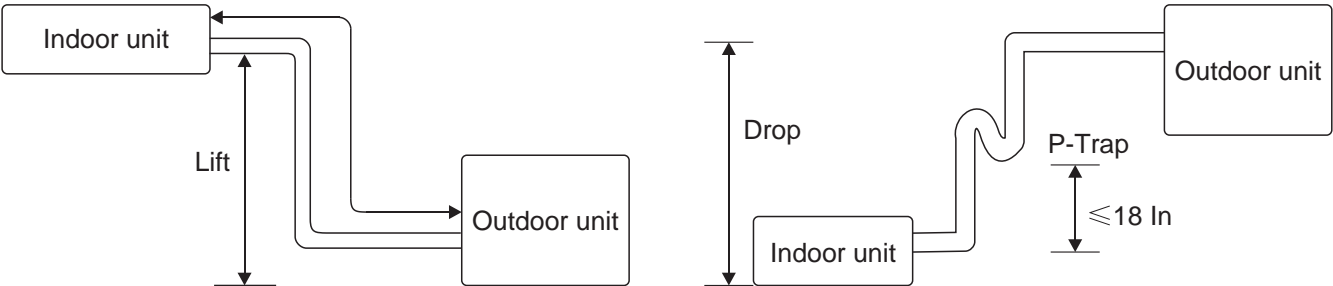 Indoor unit
Lift
Outdoor unit
Drop
Outdoor unit
P-Trap
≤18 In
Indoor unit